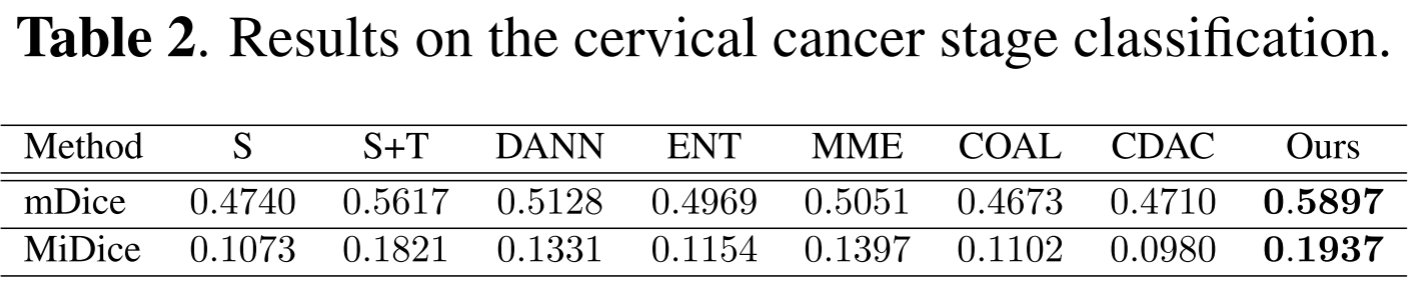 Table 2. Results on the cervical cancer stage classification.
Method S S+T DANN ENT MME COAL CDAC Ours
mDice 0.4740 0.5617 0.5128 0.4969 0.5051 0.4673 0.4710 0.5897
MiDice 0.1073 0.1821 0.1331 0.1154 0.1397 0.1102 0.0980 0.1937